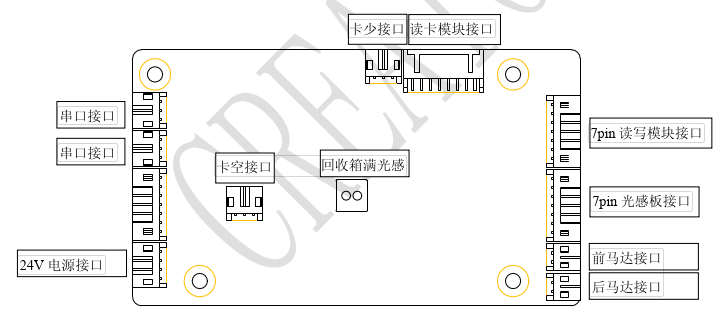 卡少接口 读卡模块接口
串口接口
7pin 读写模块接口
串口接口
卡空接口 回收箱满光感
7pin 光感板接口
24V 电源接口
前马达接口
后马达接口